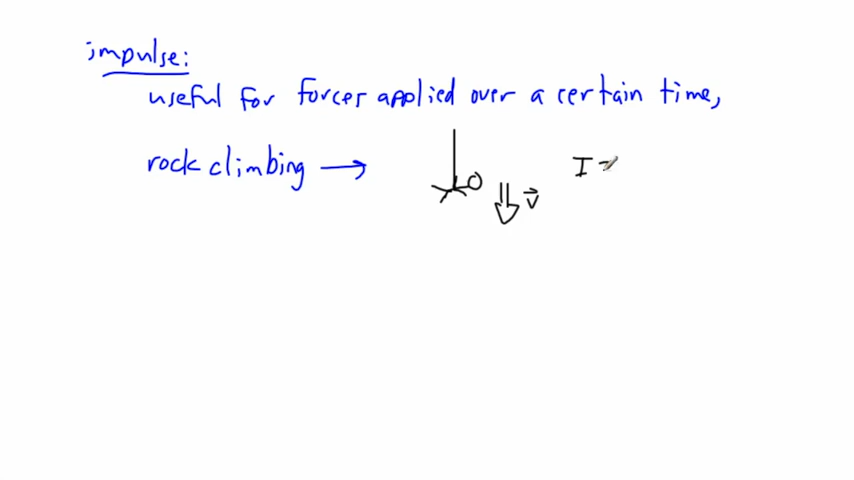 impulse:
useful for forces applied over a certain time,
rock climbing → v⃗ I =